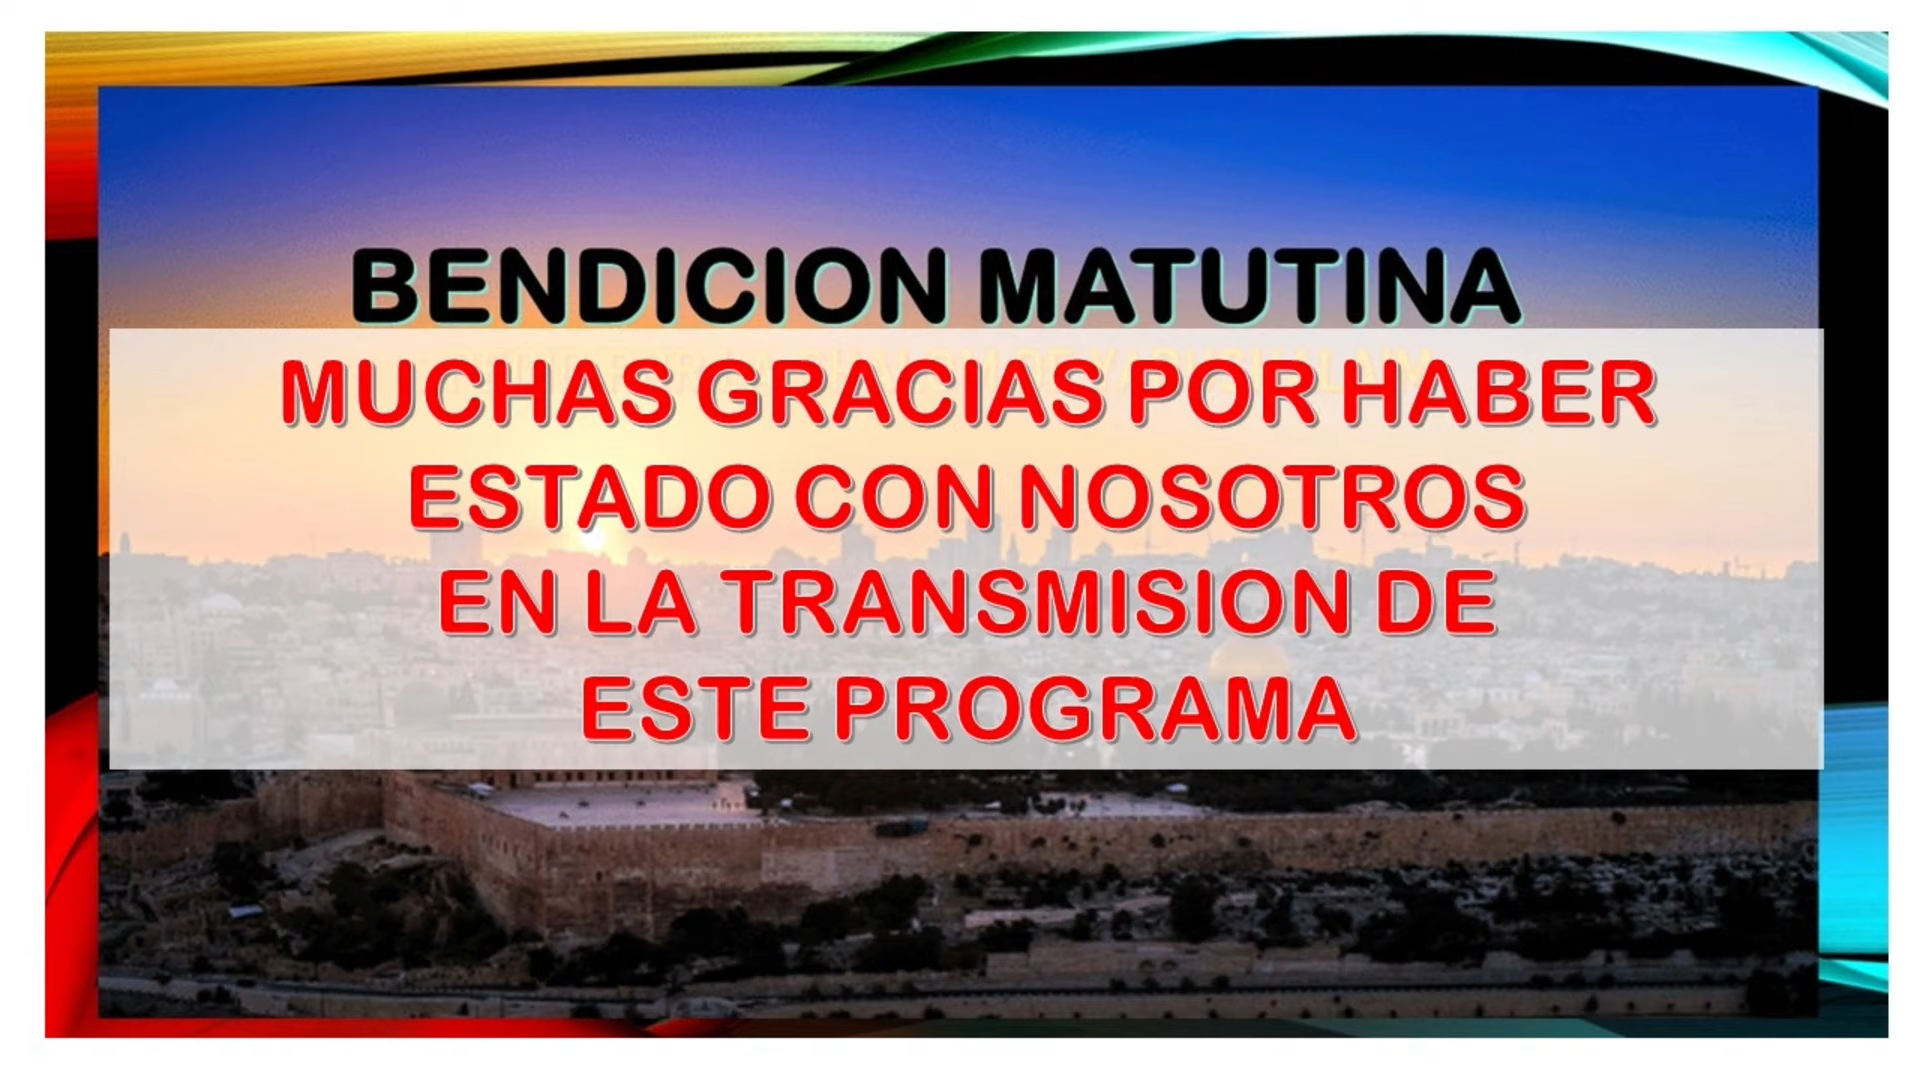 BENDICION MATUTINA
MUCHAS GRACIAS POR HABER
ESTADO CON NOSOTROS
EN LA TRANSMISION DE
ESTE PROGRAMA